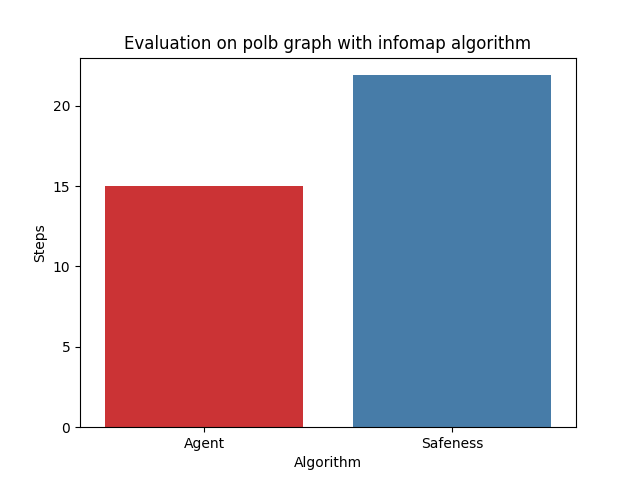 Evaluation on polb graph with infomap algorithm
Steps
20
15
10
5
0
Agent
Safeness
Algorithm